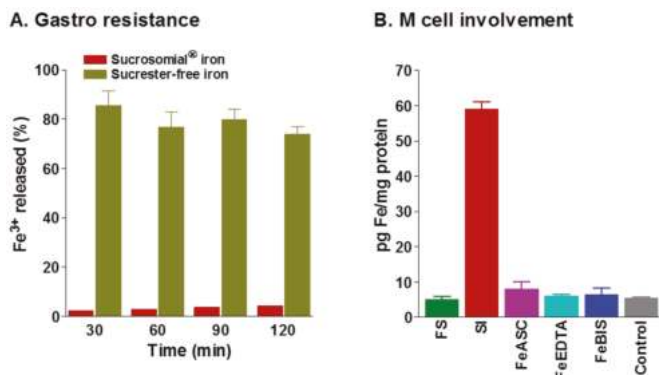 A. Gastro resistance
Sucrosomial® iron
Sucrester-free iron
Fe3+ released (%)
100
80
60
40
20
0
30 60 90 120
Time (min)
B. M cell involvement
pg Fe/mg protein
70
60
50
40
30
20
10
0
FS
SI
FeASC
FeEDTA
FeBIS
Control